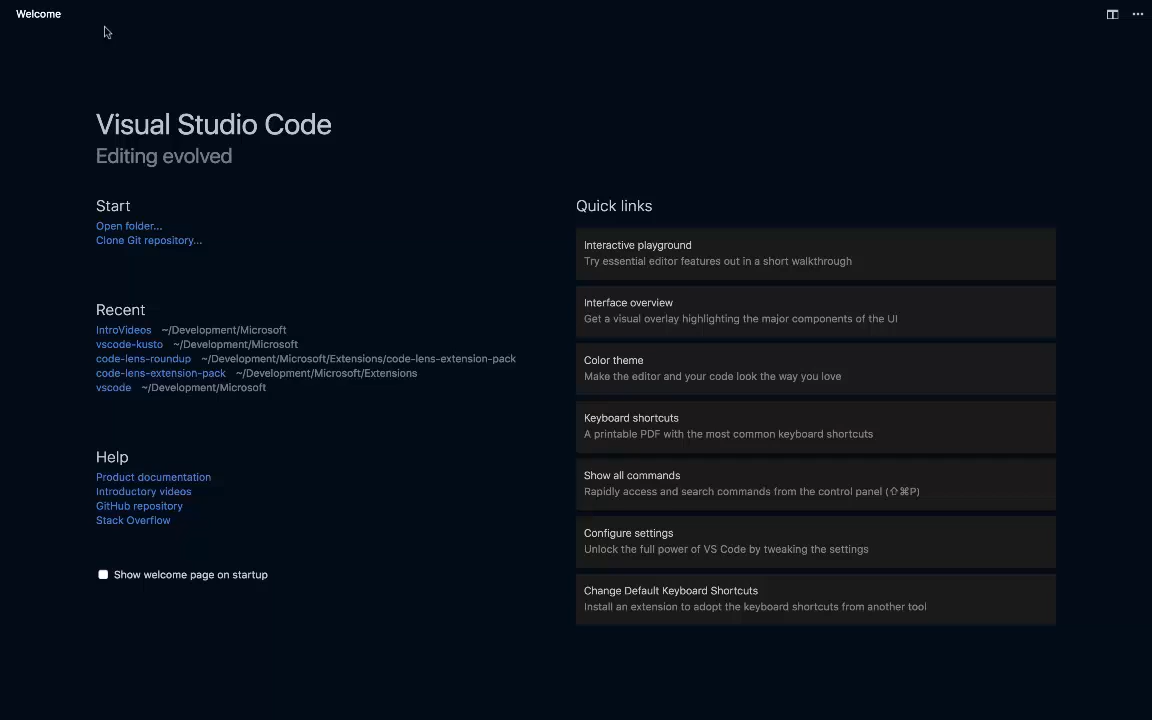 Welcome
Visual Studio Code
Editing evolved
Start
Open folder...
Clone Git repository...
Recent
IntroVideos ~/Development/Microsoft
vscode-kusto ~/Development/Microsoft
code-lens-roundup ~/Development/Microsoft/Extensions/code-lens-extension-pack
code-lens-extension-pack ~/Development/Microsoft/Extensions
vscode ~/Development/Microsoft
Help
Product documentation
Introductory videos
GitHub repository
Stack Overflow
Show welcome page on startup
Quick links
Interactive playground
Try essential editor features out in a short walkthrough
Interface overview
Get a visual overlay highlighting the major components of the UI
Color theme
Make the editor and your code look the way you love
Keyboard shortcuts
A printable PDF with the most common keyboard shortcuts
Show all commands
Rapidly access and search commands from the control panel (⇧⌘P)
Configure settings
Unlock the full power of VS Code by tweaking the settings
Change Default Keyboard Shortcuts
Install an extension to adopt the keyboard shortcuts from another tool